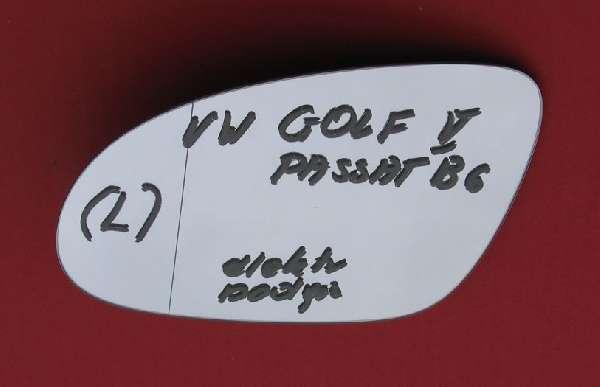 VW GOLF V
PASSAT B6
(L)
elektr